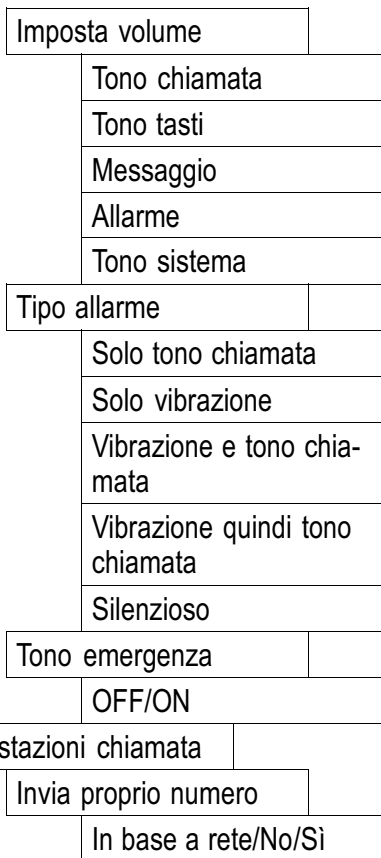 Imposta volume
Tono chiamata
Tono tasti
Messaggio
Allarme
Tono sistema
Tipo allarme
Solo tono chiamata
Solo vibrazione
Vibrazione e tono chia-
mata
Vibrazione quindi tono
chiamata
Silenzioso
Tono emergenza
OFF/ON
stazioni chiamata
Invia proprio numero
In base a rete/No/Sì